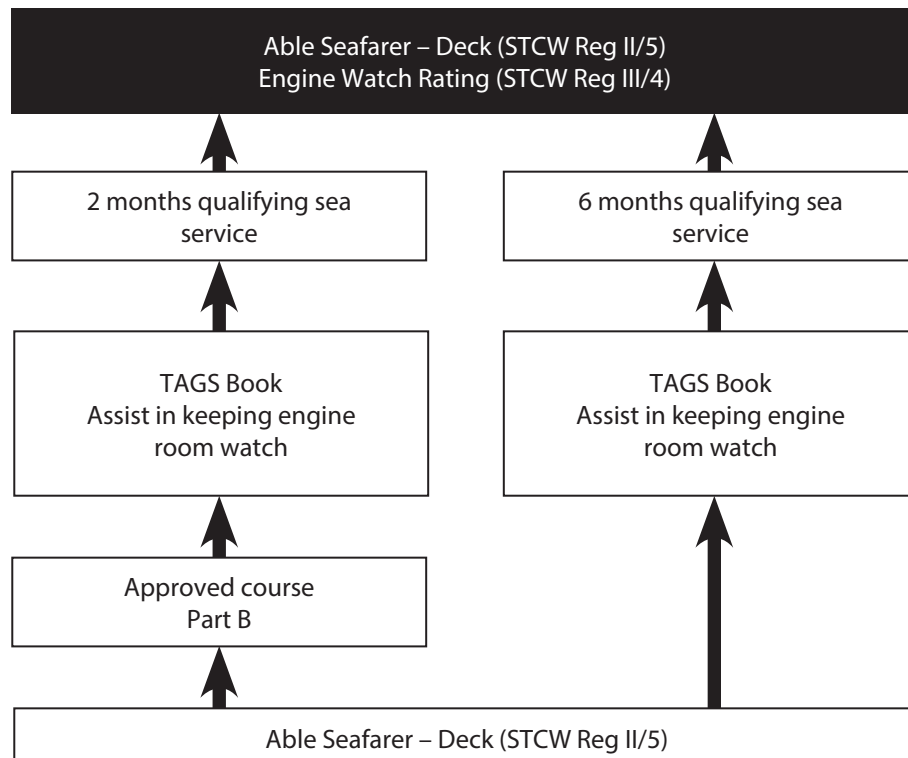 Able Seafarer – Deck (STCW Reg II/5)
Engine Watch Rating (STCW Reg III/4)
2 months qualifying sea
service
6 months qualifying sea
service
TAGS Book
Assist in keeping engine
room watch
TAGS Book
Assist in keeping engine
room watch
Approved course
Part B
Able Seafarer – Deck (STCW Reg II/5)